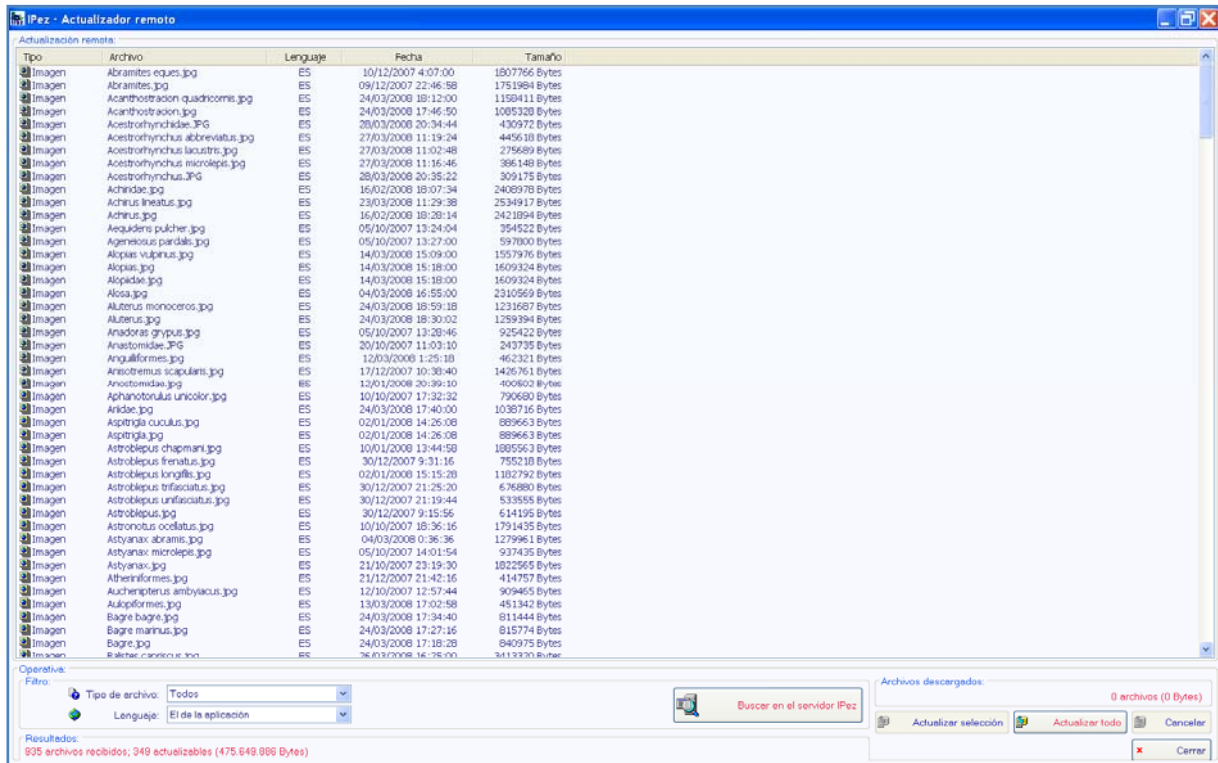 IPez - Actualizador remoto
Actualización remota:
Tipo Archivo Lenguaje Fecha Tamaño
Imagen Abramites eques.jpg ES 10/12/2007 4:07:00 1807766 Bytes
Imagen Abramites.jpg ES 09/12/2007 22:46:58 1751984 Bytes
Imagen Acanthostracion quadricornis.jpg ES 24/03/2008 18:12:00 1158411 Bytes
Imagen Acanthostracion.jpg ES 24/03/2008 17:46:50 1085328 Bytes
Imagen Acestrorhynchidae.JPG ES 28/03/2008 20:34:44 430972 Bytes
Imagen Acestrorhynchus abbreviatus.jpg ES 27/03/2008 11:19:24 445618 Bytes
Imagen Acestrorhynchus lacustris.jpg ES 27/03/2008 11:02:48 275689 Bytes
Imagen Acestrorhynchus microlepis.jpg ES 27/03/2008 11:16:46 386148 Bytes
Imagen Acestrorhynchus.JPG ES 28/03/2008 20:35:22 309175 Bytes
Imagen Achiridae.jpg ES 16/02/2008 18:07:34 2408978 Bytes
Imagen Achirus lineatus.jpg ES 23/03/2008 11:29:38 2534917 Bytes
Imagen Achirus.jpg ES 16/02/2008 18:28:14 2421894 Bytes
Imagen Aequidens pulcher.jpg ES 05/10/2007 13:24:04 354522 Bytes
Imagen Ageneiosus pardalis.jpg ES 05/10/2007 13:27:00 597800 Bytes
Imagen Alopias vulpinus.jpg ES 14/03/2008 15:09:00 1557976 Bytes
Imagen Alopias.jpg ES 14/03/2008 15:18:00 1609324 Bytes
Imagen Alopiidae.jpg ES 14/03/2008 15:18:00 1609324 Bytes
Imagen Alosa.jpg ES 04/03/2008 16:55:00 2310569 Bytes
Imagen Aluterus monoceros.jpg ES 24/03/2008 18:59:18 1231687 Bytes
Imagen Aluterus.jpg ES 24/03/2008 18:30:02 1259394 Bytes
Imagen Anadoras grypus.jpg ES 05/10/2007 13:28:46 925422 Bytes
Imagen Anastomidae.JPG ES 20/10/2007 11:03:10 243735 Bytes
Imagen Anguilliformes.jpg ES 12/03/2008 1:25:18 462321 Bytes
Imagen Anisotremus scapularis.jpg ES 17/12/2007 10:38:40 1426761 Bytes
Imagen Anostomidae.jpg ES 12/01/2008 20:39:10 400602 Bytes
Imagen Aphanotorulus unicolor.jpg ES 10/10/2007 17:32:32 790680 Bytes
Imagen Ariidae.jpg ES 24/03/2008 17:40:00 1038716 Bytes
Imagen Aspitrigla cuculus.jpg ES 02/01/2008 14:26:08 889663 Bytes
Imagen Aspitrigla.jpg ES 02/01/2008 14:26:08 889663 Bytes
Imagen Astroblepus chapmani.jpg ES 10/01/2008 13:44:58 1885563 Bytes
Imagen Astroblepus frenatus.jpg ES 30/12/2007 9:31:16 755218 Bytes
Imagen Astroblepus longifilis.jpg ES 02/01/2008 15:15:28 1182792 Bytes
Imagen Astroblepus trifasciatus.jpg ES 30/12/2007 21:25:20 676880 Bytes
Imagen Astroblepus unifasciatus.jpg ES 30/12/2007 21:19:44 533555 Bytes
Imagen Astroblepus.jpg ES 30/12/2007 9:15:56 614195 Bytes
Imagen Astronotus ocellatus.jpg ES 10/10/2007 18:36:16 1791435 Bytes
Imagen Astyanax abramis.jpg ES 04/03/2008 0:36:36 1279961 Bytes
Imagen Astyanax microlepis.jpg ES 05/10/2007 14:01:54 937435 Bytes
Imagen Astyanax.jpg ES 21/10/2007 23:19:30 1822565 Bytes
Imagen Atheriniformes.jpg ES 21/12/2007 21:42:16 414757 Bytes
Imagen Auchenipterus ambyiacus.jpg ES 12/10/2007 12:57:44 909465 Bytes
Imagen Aulopiformes.jpg ES 13/03/2008 17:02:58 451342 Bytes
Imagen Bagre bagre.jpg ES 24/03/2008 17:34:40 811444 Bytes
Imagen Bagre marinus.jpg ES 24/03/2008 17:27:16 815774 Bytes
Imagen Bagre.jpg ES 24/03/2008 17:18:28 840975 Bytes
Imagen Balistes capriscus.jpg ES 26/03/2008 16:25:00 3413320 Bytes
Operativa:
Filtro:
Tipo de archivo: Todos
Lenguaje: El de la aplicación
Buscar en el servidor IPez
Archivos descargados:
0 archivos (0 Bytes)
Actualizar selección Actualizar todo Cancelar
Resultados:
935 archivos recibidos; 349 actualizables (475.649.886 Bytes)
Cerrar